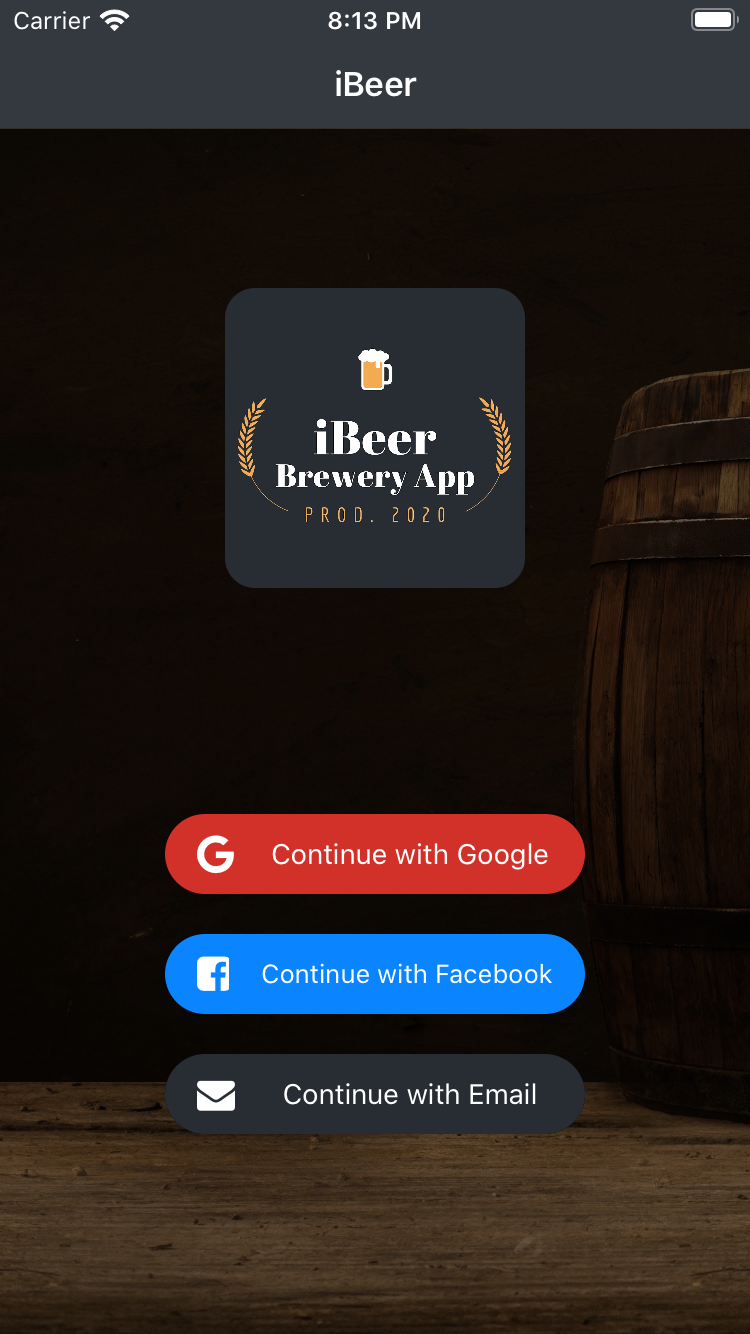 Carrier 8:13 PM
iBeer
iBeer
Brewery App
PROD. 2020
Continue with Google
Continue with Facebook
Continue with Email